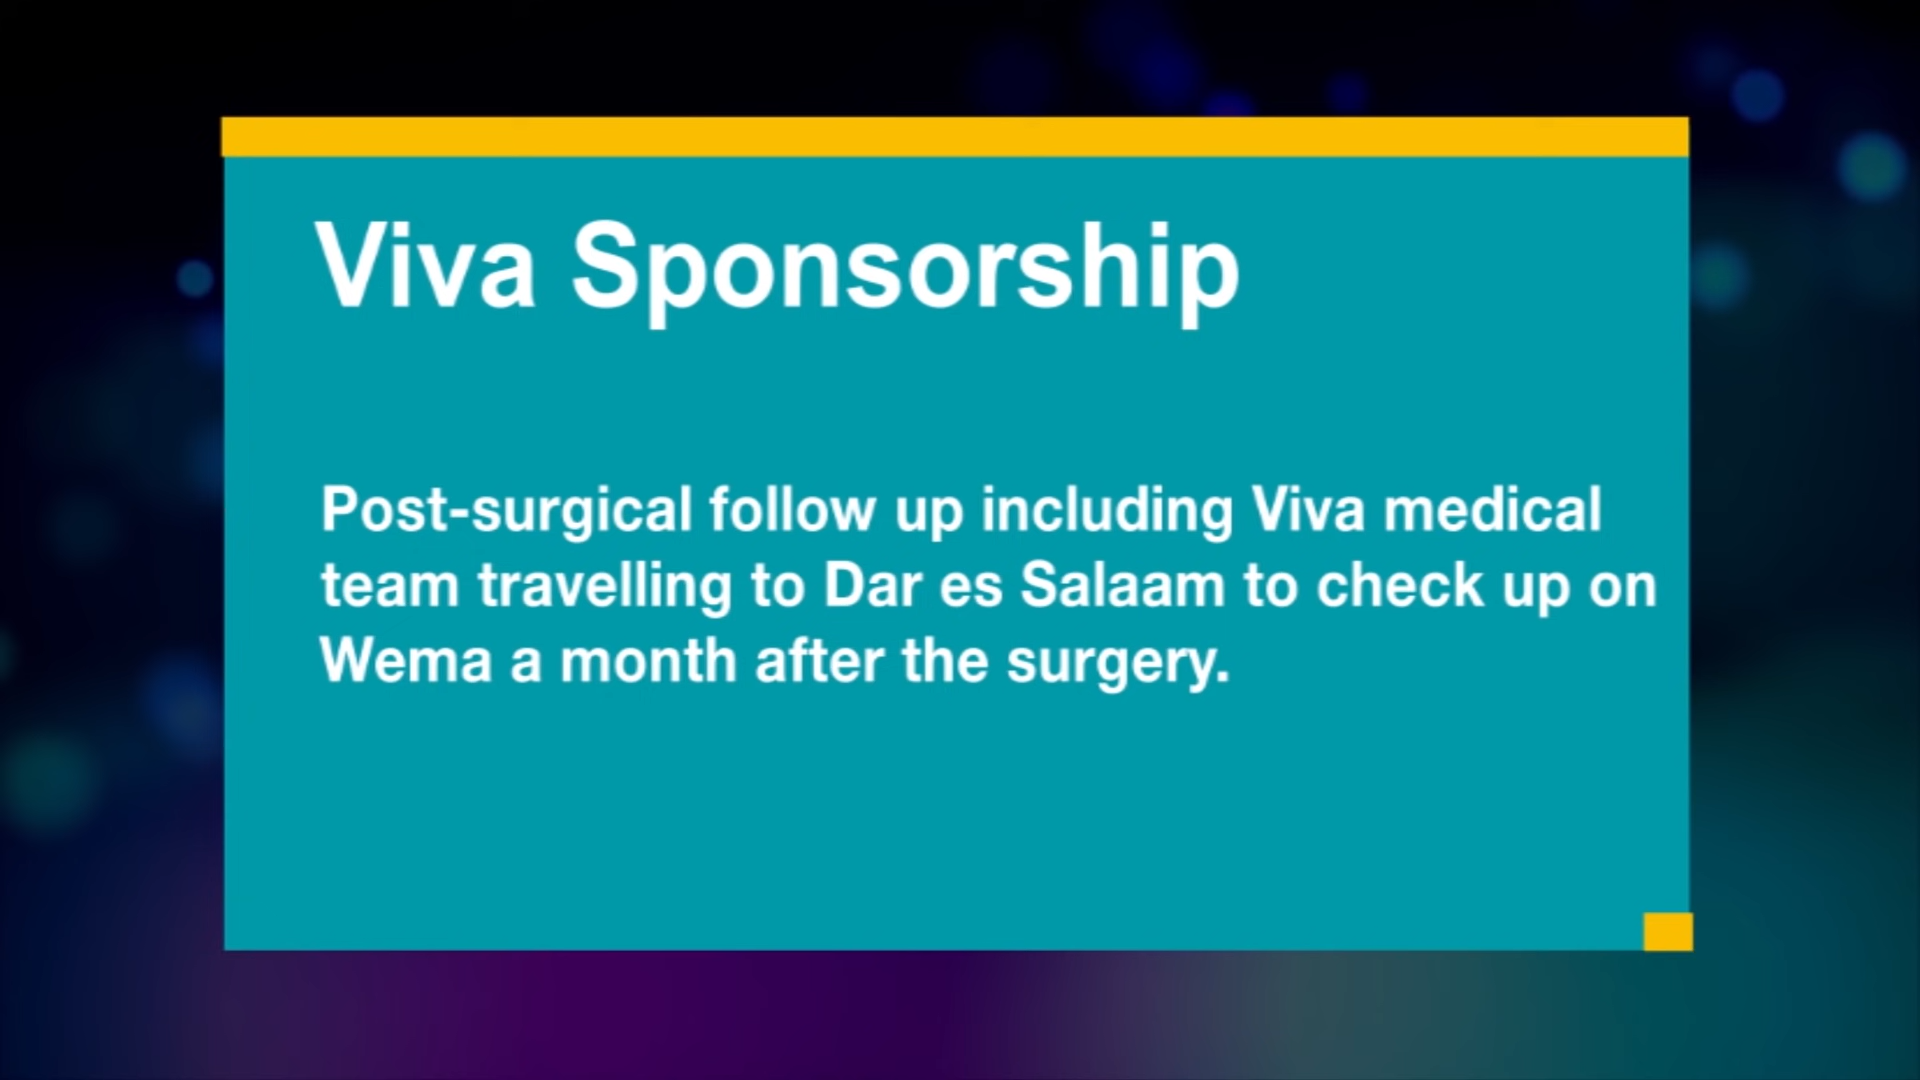 Viva Sponsorship
Post-surgical follow up including Viva medical
team travelling to Dar es Salaam to check up on
Wema a month after the surgery.